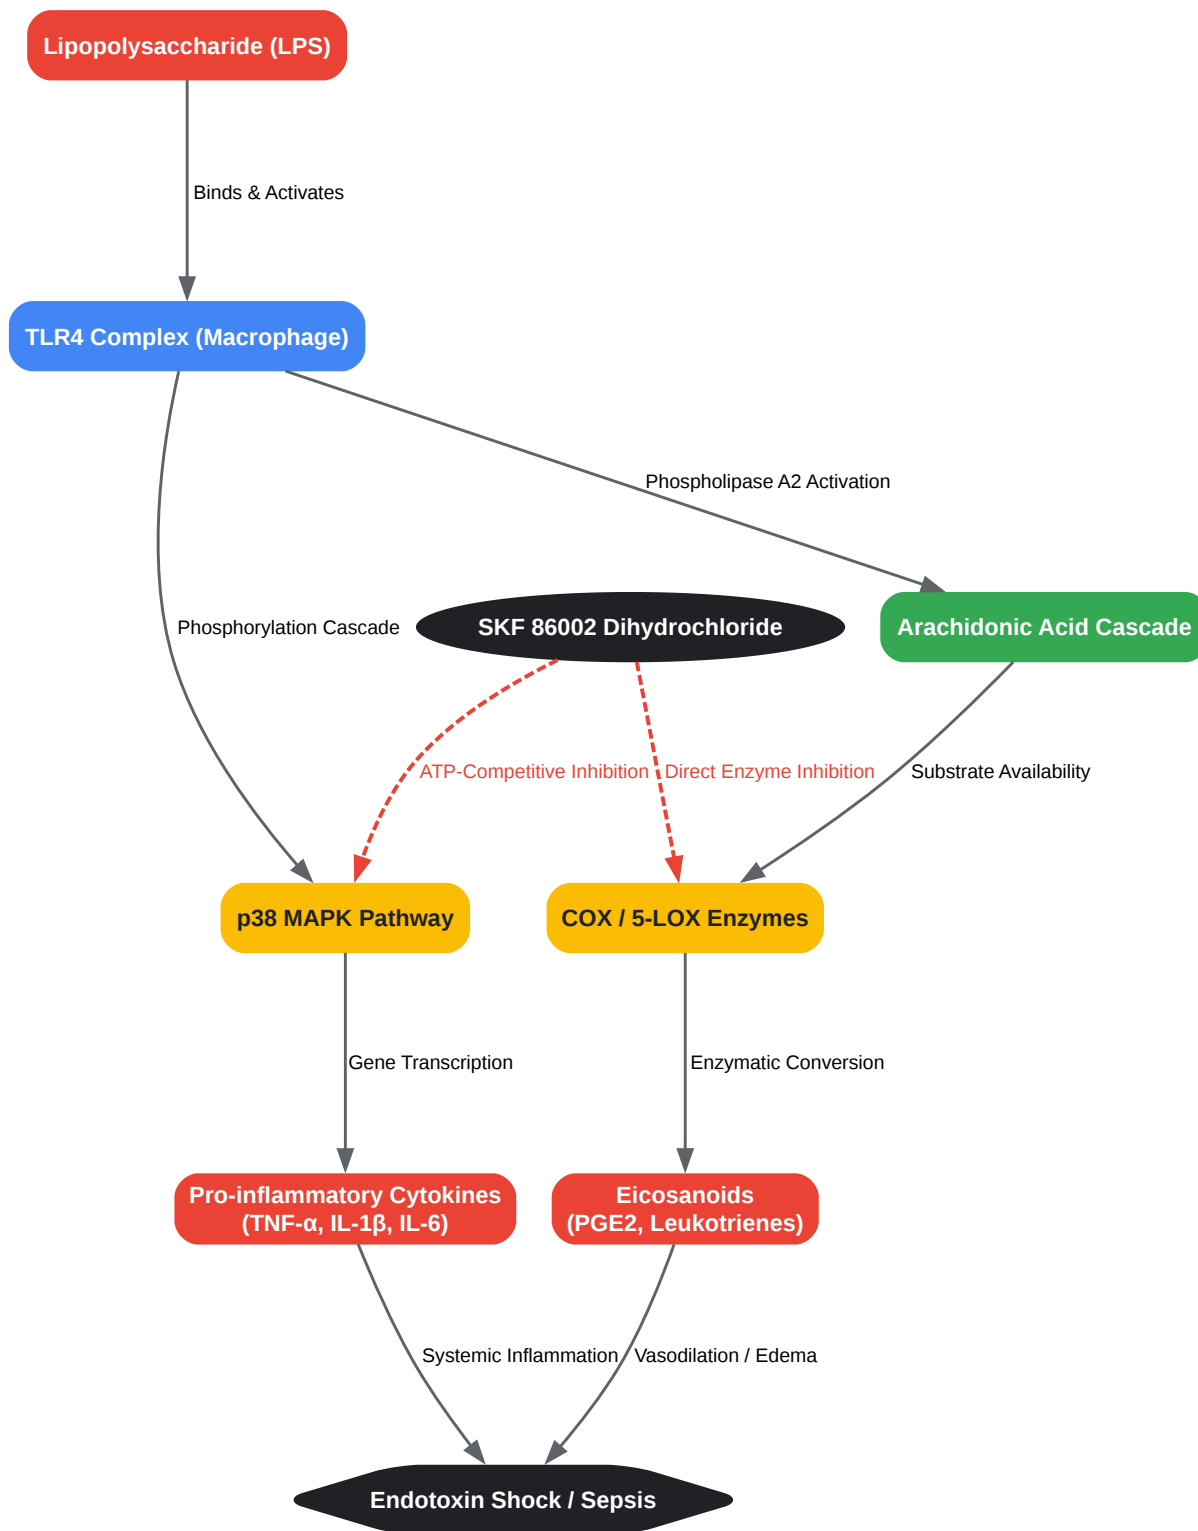 Lipopolysaccharide (LPS)
Binds & Activates
TLR4 Complex (Macrophage)
Phospholipase A2 Activation
Phosphorylation Cascade
SKF 86002 Dihydrochloride
Arachidonic Acid Cascade
ATP-Competitive Inhibition
Direct Enzyme Inhibition
Substrate Availability
p38 MAPK Pathway
COX / 5-LOX Enzymes
Gene Transcription
Enzymatic Conversion
Pro-inflammatory Cytokines
(TNF-α, IL-1β, IL-6)
Eicosanoids
(PGE2, Leukotrienes)
Systemic Inflammation
Vasodilation / Edema
Endotoxin Shock / Sepsis